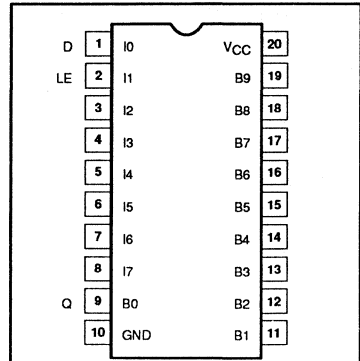 D 1 I0 VCC 20
LE 2 I1 B9 19
3 I2 B8 18
4 I3 B7 17
5 I4 B6 16
6 I5 B5 15
7 I6 B4 14
8 I7 B3 13
Q 9 B0 B2 12
10 GND B1 11